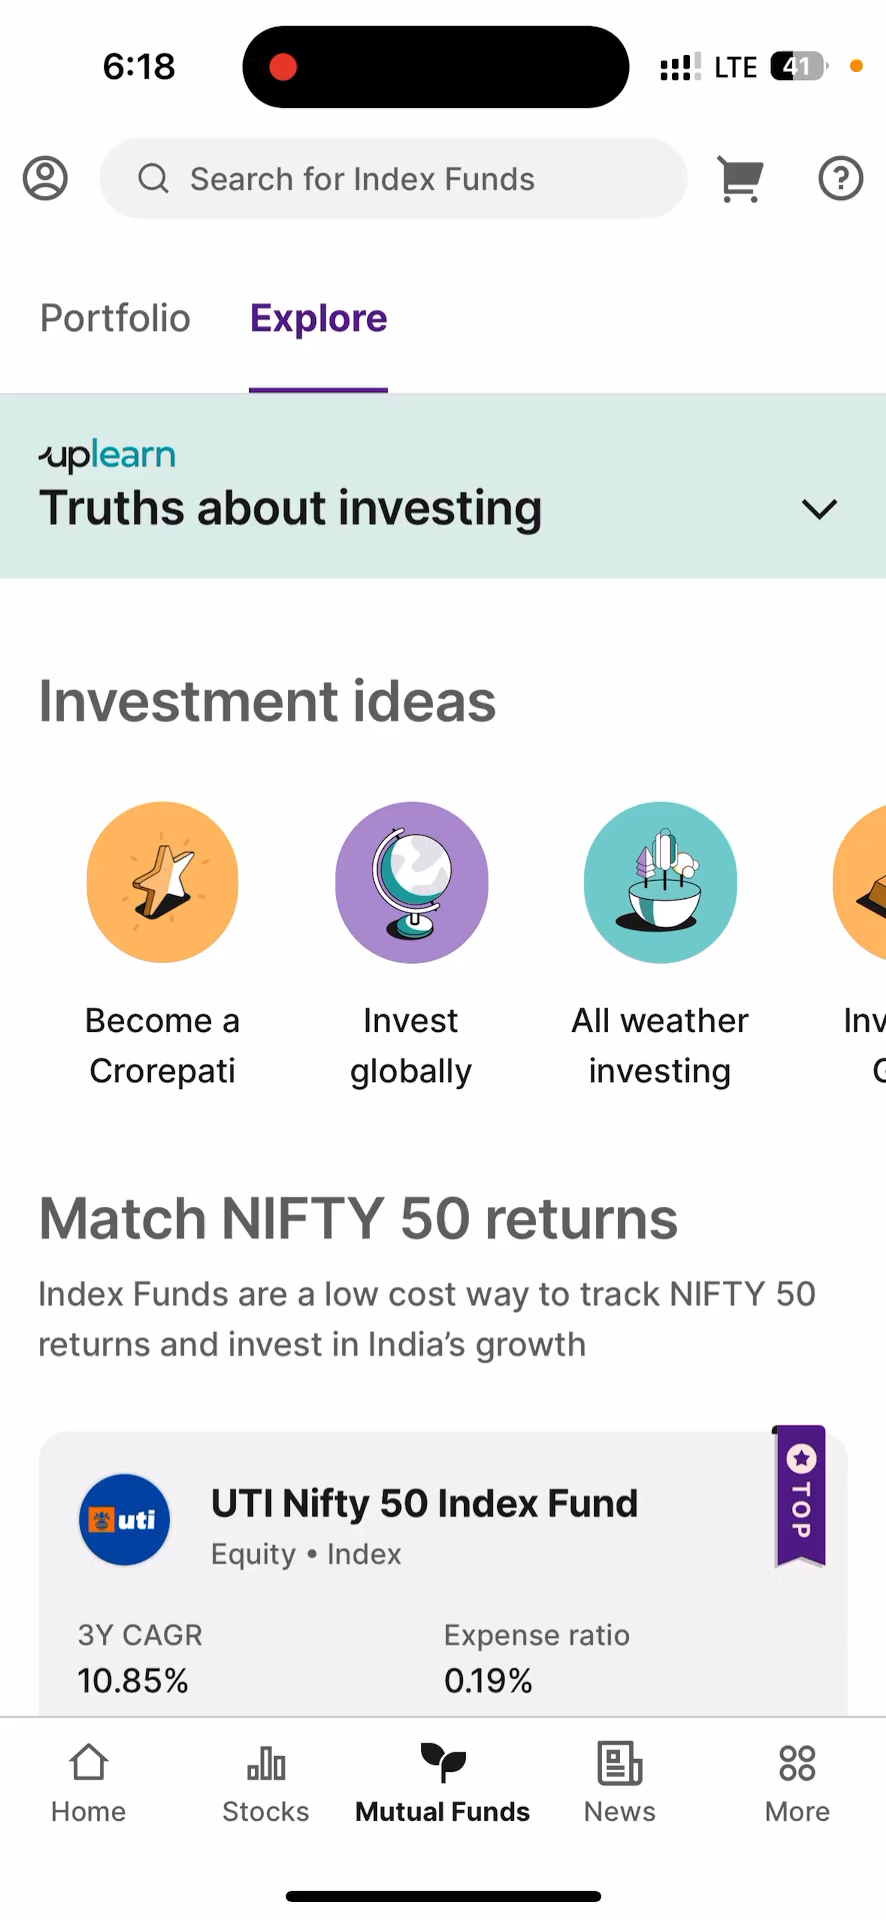 6:18
LTE
41
Search for Index Funds
?
Portfolio
Explore
uplearn
Truths about investing
Investment ideas
Become a
Crorepati
Invest
globally
All weather
investing
Inv
Match NIFTY 50 returns
Index Funds are a low cost way to track NIFTY 50
returns and invest in India’s growth
uti
UTI Nifty 50 Index Fund
Equity • Index
TOP
3Y CAGR
10.85%
Expense ratio
0.19%
Home
Stocks
Mutual Funds
News
More